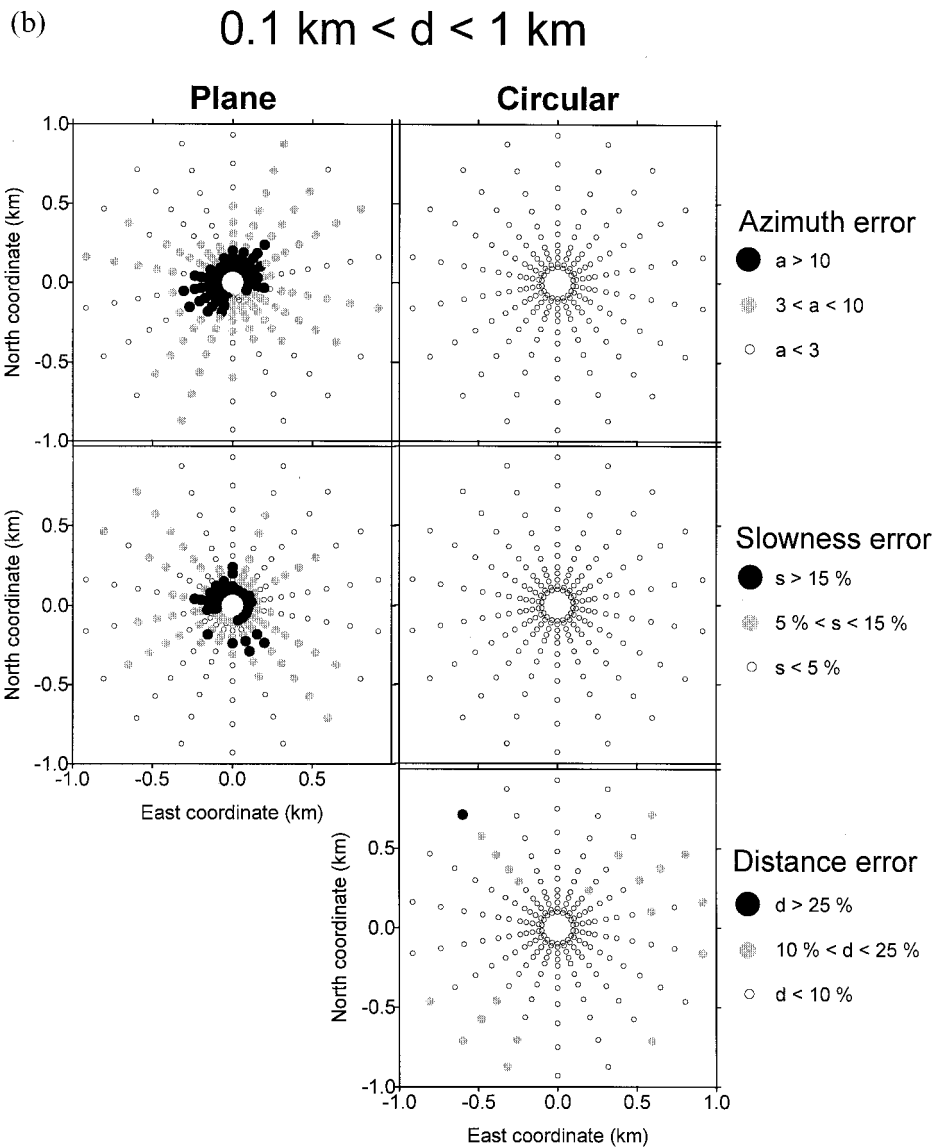 (b)
0.1 km < d < 1 km
Plane
Circular
1.0
0.5
0.0
-0.5
-1.0
North coordinate (km)
Azimuth error
a > 10
3 < a < 10
a < 3
0.5
0.0
-0.5
-1.0
North coordinate (km)
-1.0
-0.5
0.0
0.5
East coordinate (km)
Slowness error
s > 15 %
5 % < s < 15 %
s < 5 %
0.5
0.0
-0.5
-1.0
North coordinate (km)
-1.0
-0.5
0.0
0.5
1.0
East coordinate (km)
Distance error
d > 25 %
10 % < d < 25 %
d < 10 %